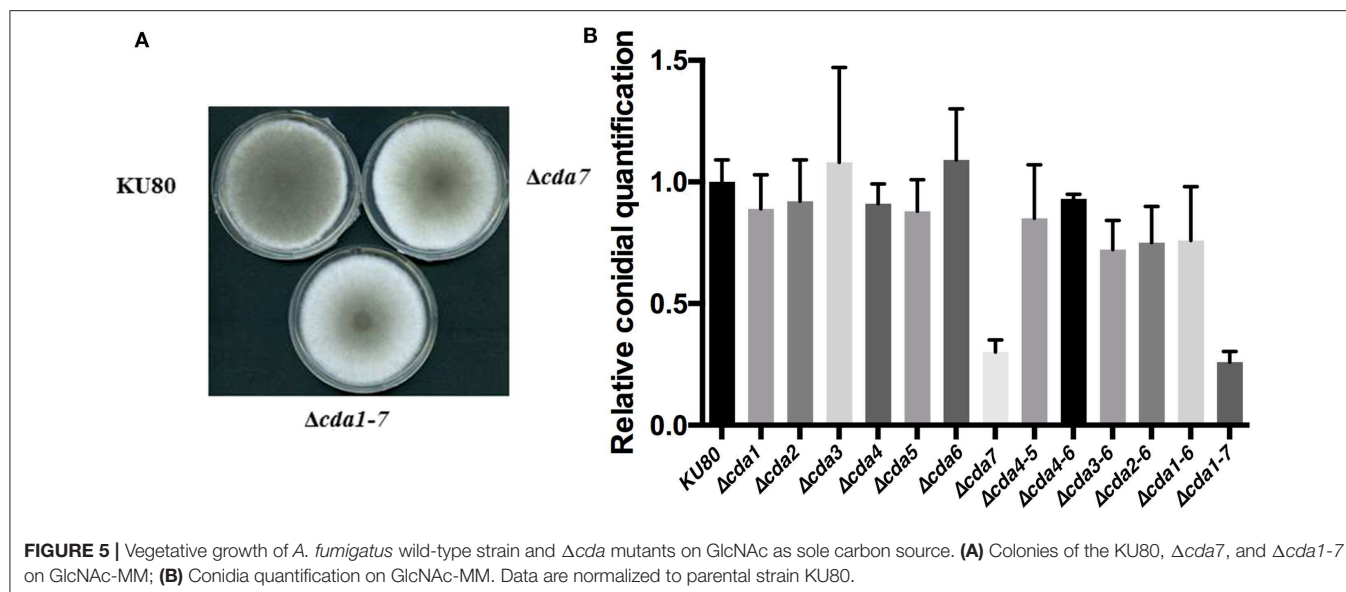 A
KU80
Δcda7
Δcda1-7
B
Relative conidial quantification
1.5
1.0
0.5
0.0
KU80
Δcda1
Δcda2
Δcda3
Δcda4
Δcda5
Δcda6
Δcda7
Δcda4-5
Δcda4-6
Δcda3-6
Δcda2-6
Δcda1-6
Δcda1-7
FIGURE 5 | Vegetative growth of A. fumigatus wild-type strain and Δcda mutants on GlcNAc as sole carbon source. (A) Colonies of the KU80, Δcda7, and Δcda1-7
on GlcNAc-MM; (B) Conidia quantification on GlcNAc-MM. Data are normalized to parental strain KU80.